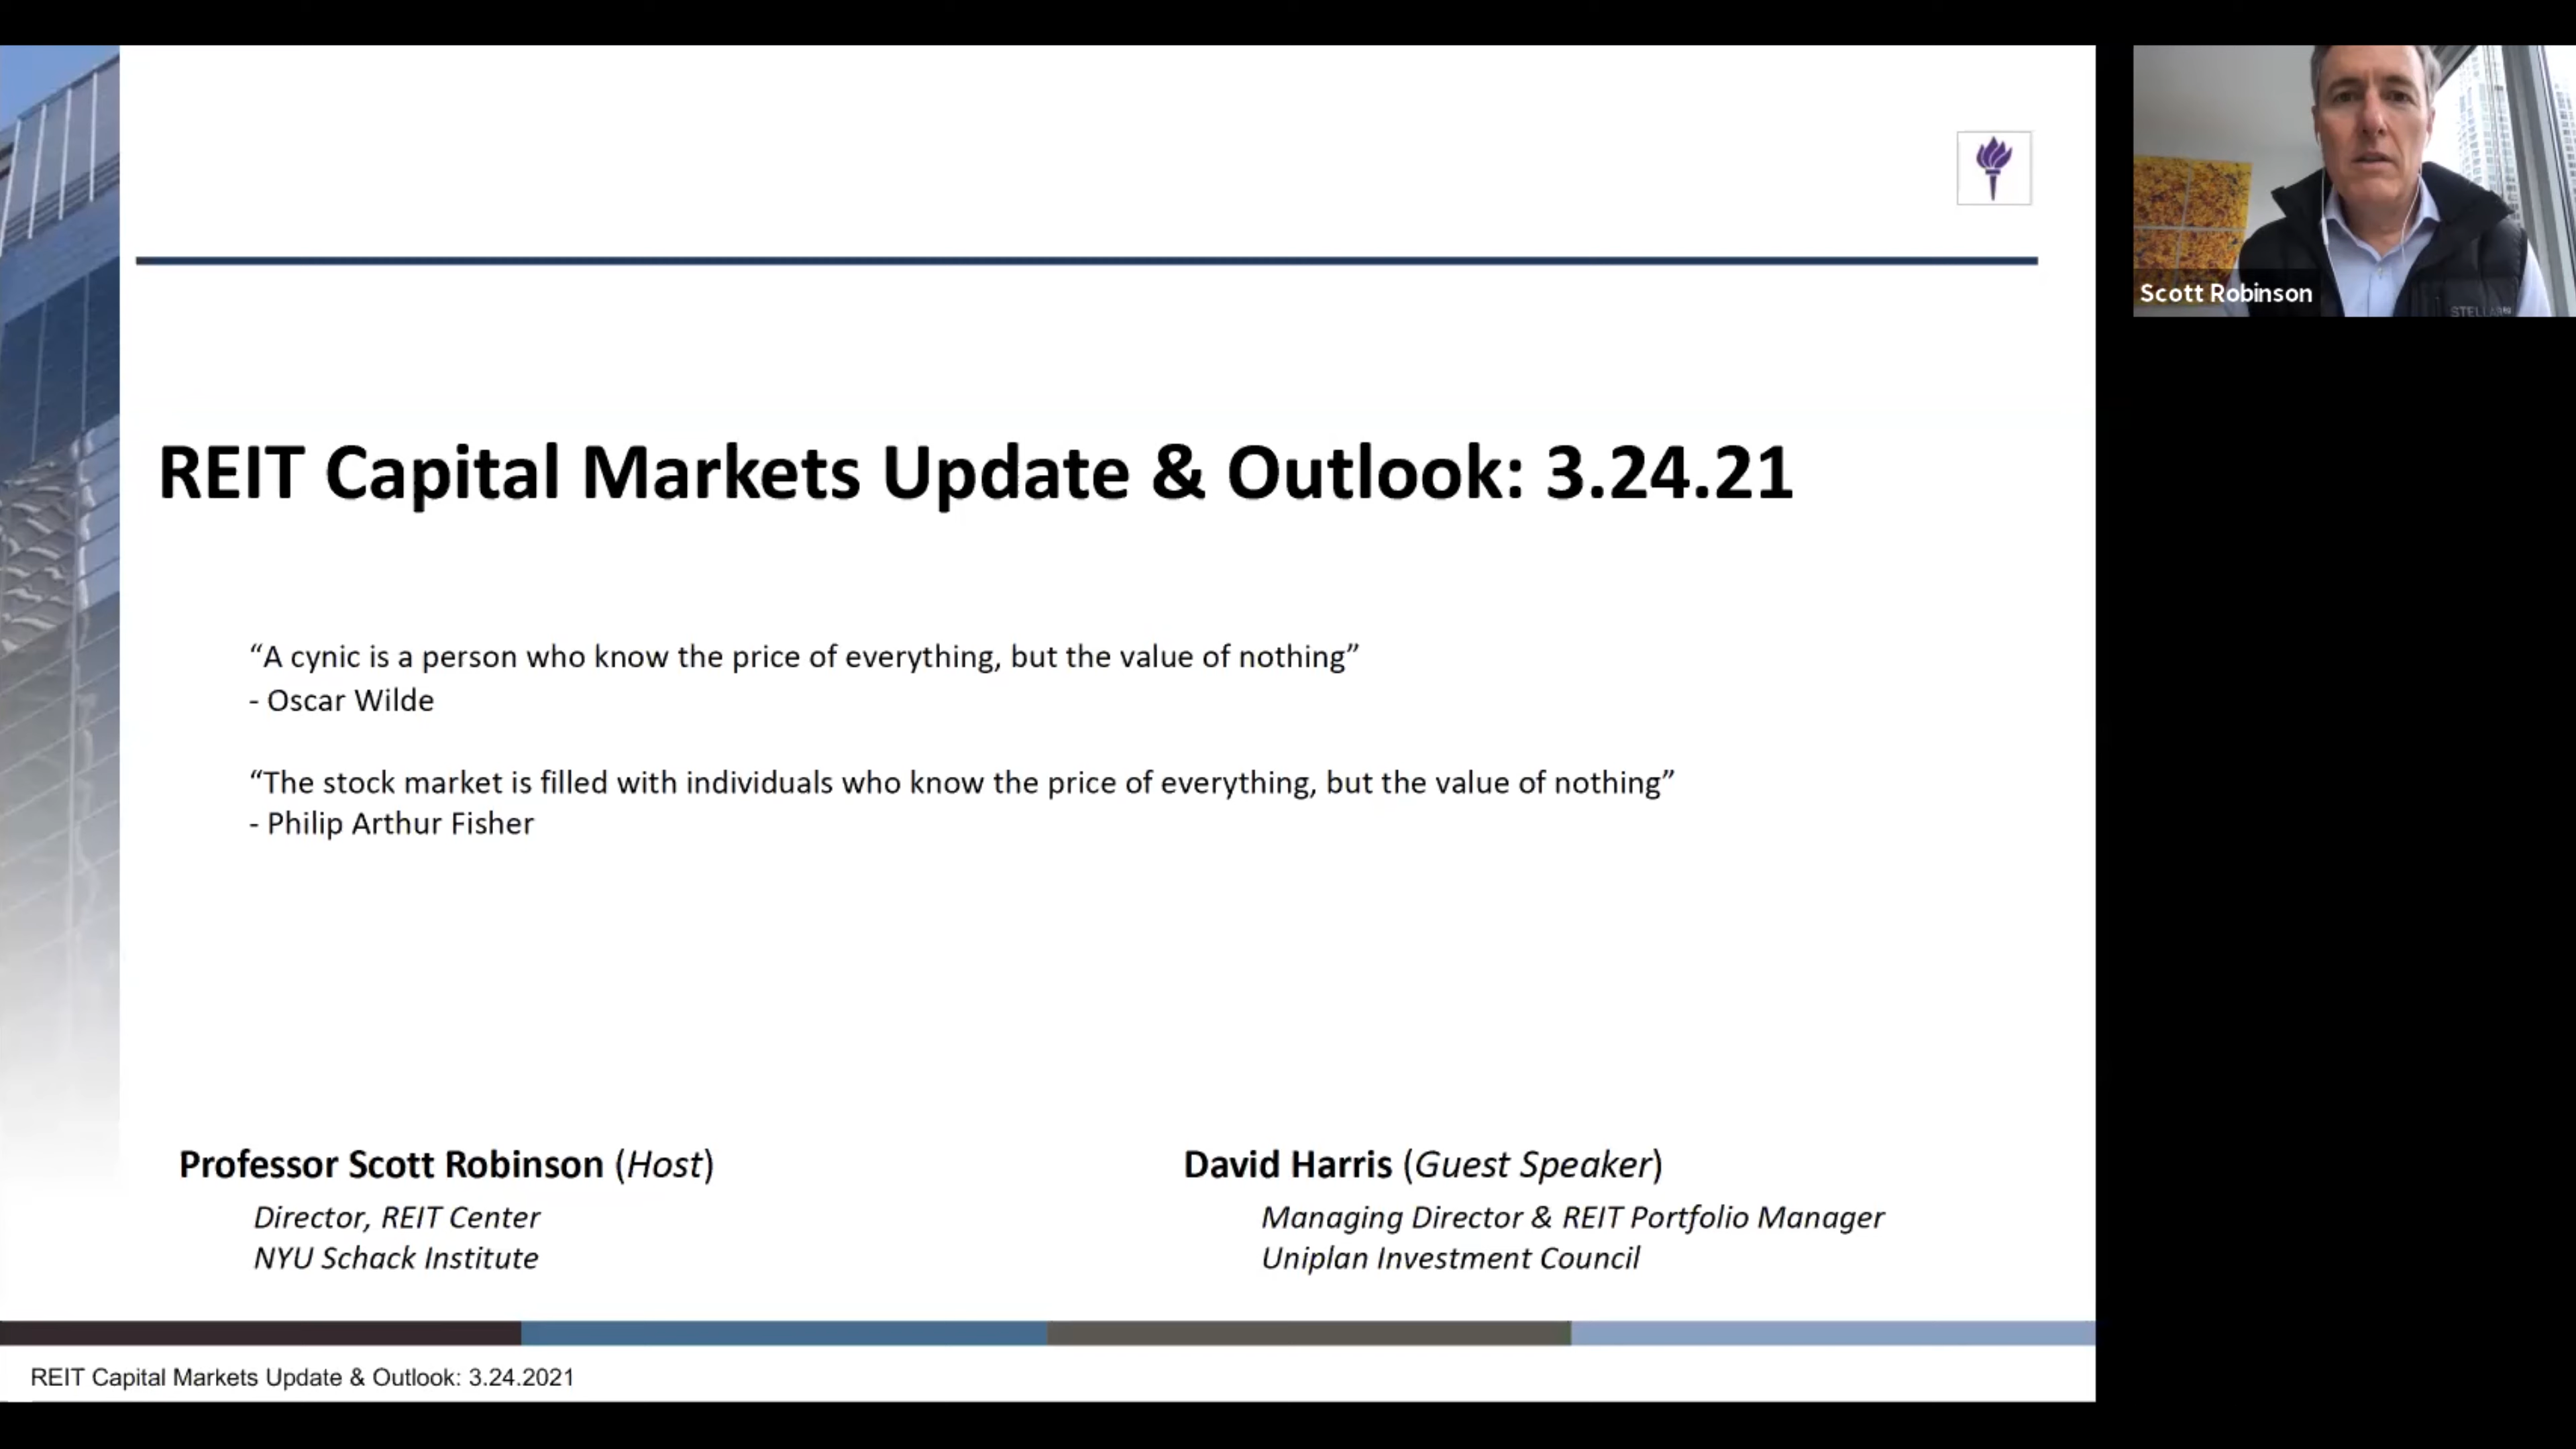 REIT Capital Markets Update & Outlook: 3.24.21
“A cynic is a person who know the price of everything, but the value of nothing”
- Oscar Wilde
“The stock market is filled with individuals who know the price of everything, but the value of nothing”
- Philip Arthur Fisher
Professor Scott Robinson (Host)
Director, REIT Center
NYU Schack Institute
David Harris (Guest Speaker)
Managing Director & REIT Portfolio Manager
Uniplan Investment Council
REIT Capital Markets Update & Outlook: 3.24.2021
Scott Robinson